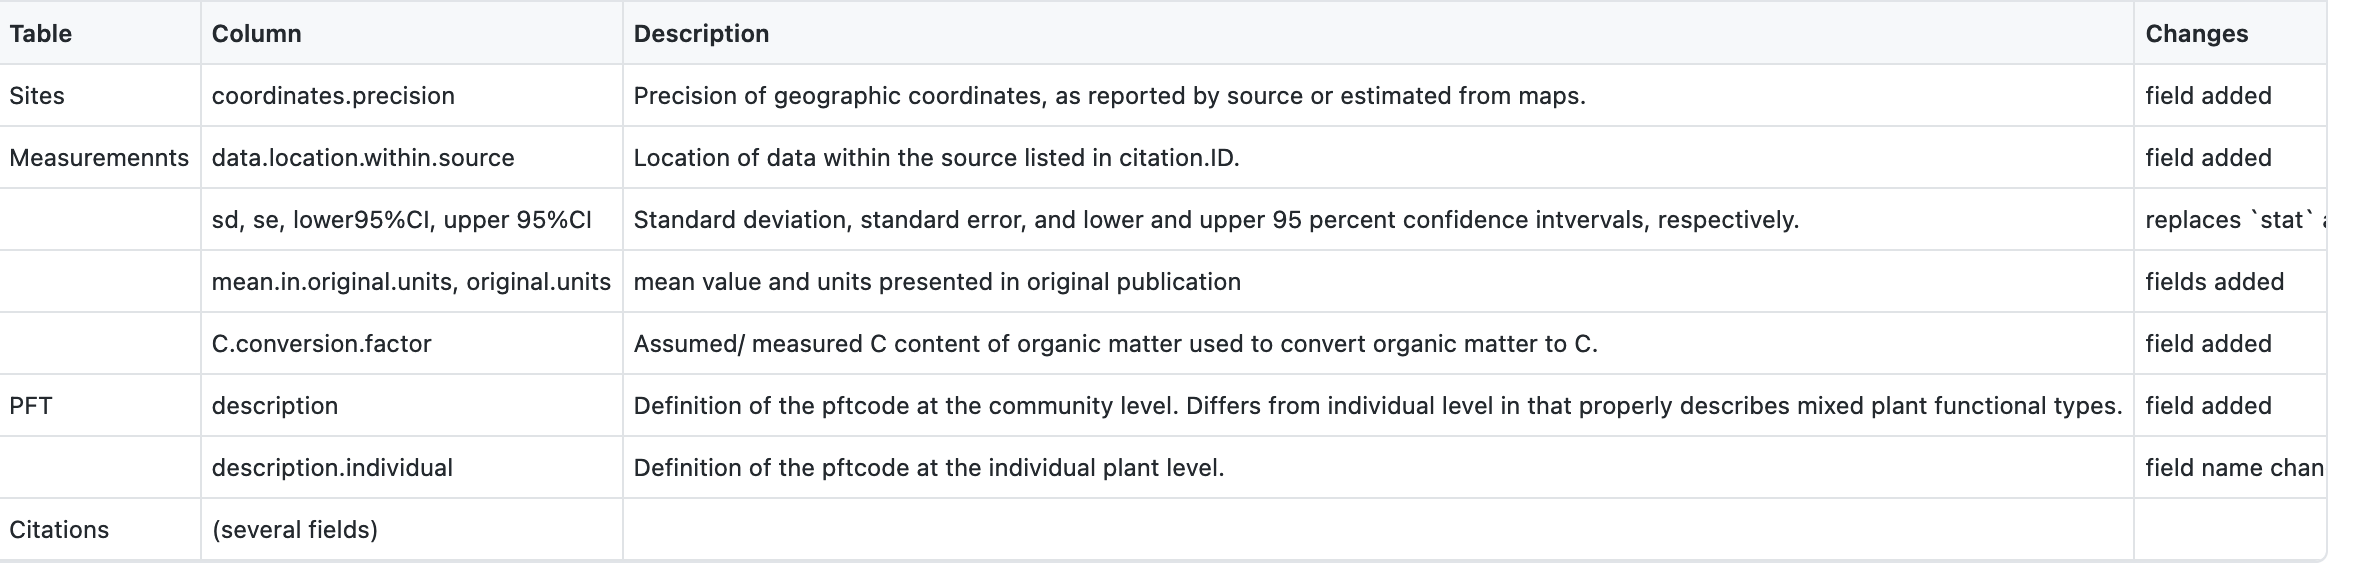 Table Column Description Changes
Sites coordinates.precision Precision of geographic coordinates, as reported by source or estimated from maps. field added
Measuremennts data.location.within.source Location of data within the source listed in citation.ID. field added
sd, se, lower95%CI, upper 95%CI Standard deviation, standard error, and lower and upper 95 percent confidence intvervals, respectively. replaces `stat`
mean.in.original.units, original.units mean value and units presented in original publication fields added
C.conversion.factor Assumed/ measured C content of organic matter used to convert organic matter to C. field added
PFT description Definition of the pftcode at the community level. Differs from individual level in that properly describes mixed plant functional types. field added
description.individual Definition of the pftcode at the individual plant level. field name chan
Citations (several fields)